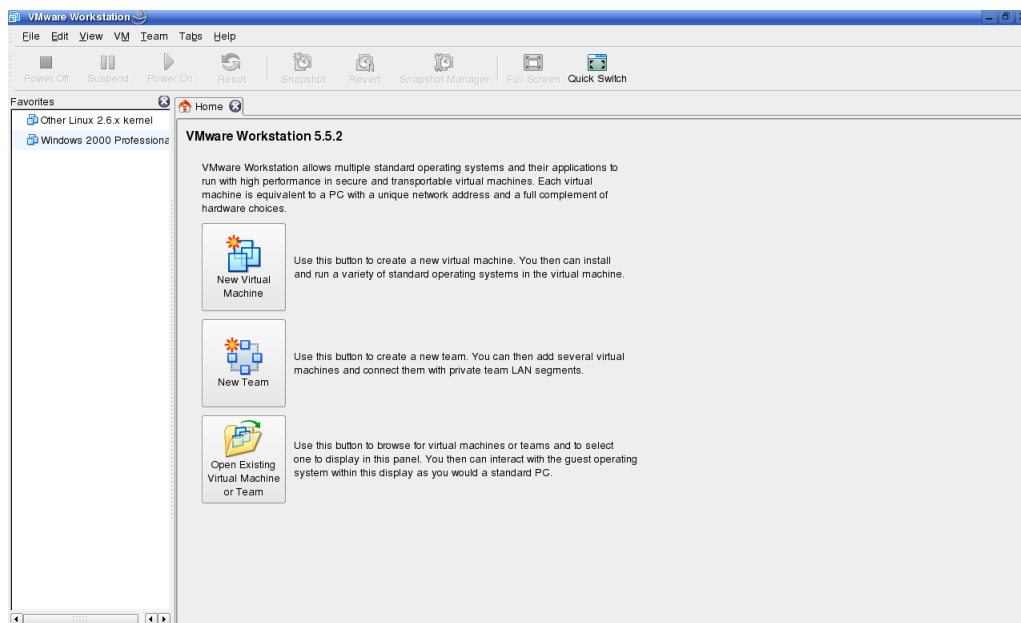 VMware Workstation
File Edit View VM Team Tabs Help
Power Off Suspend Power On Reset Snapshot Revert Snapshot Manager Full Screen Quick Switch
Favorites
Other Linux 2.6.x kernel
Windows 2000 Professiona
Home
VMware Workstation 5.5.2
VMware Workstation allows multiple standard operating systems and their applications to
run with high performance in secure and transportable virtual machines. Each virtual
machine is equivalent to a PC with a unique network address and a full complement of
hardware choices.
New Virtual
Machine
Use this button to create a new virtual machine. You then can install
and run a variety of standard operating systems in the virtual machine.
New Team
Use this button to create a new team. You can then add several virtual
machines and connect them with private team LAN segments.
Open Existing
Virtual Machine
or Team
Use this button to browse for virtual machines or teams and to select
one to display in this panel. You then can interact with the guest operating
system within this display as you would a standard PC.